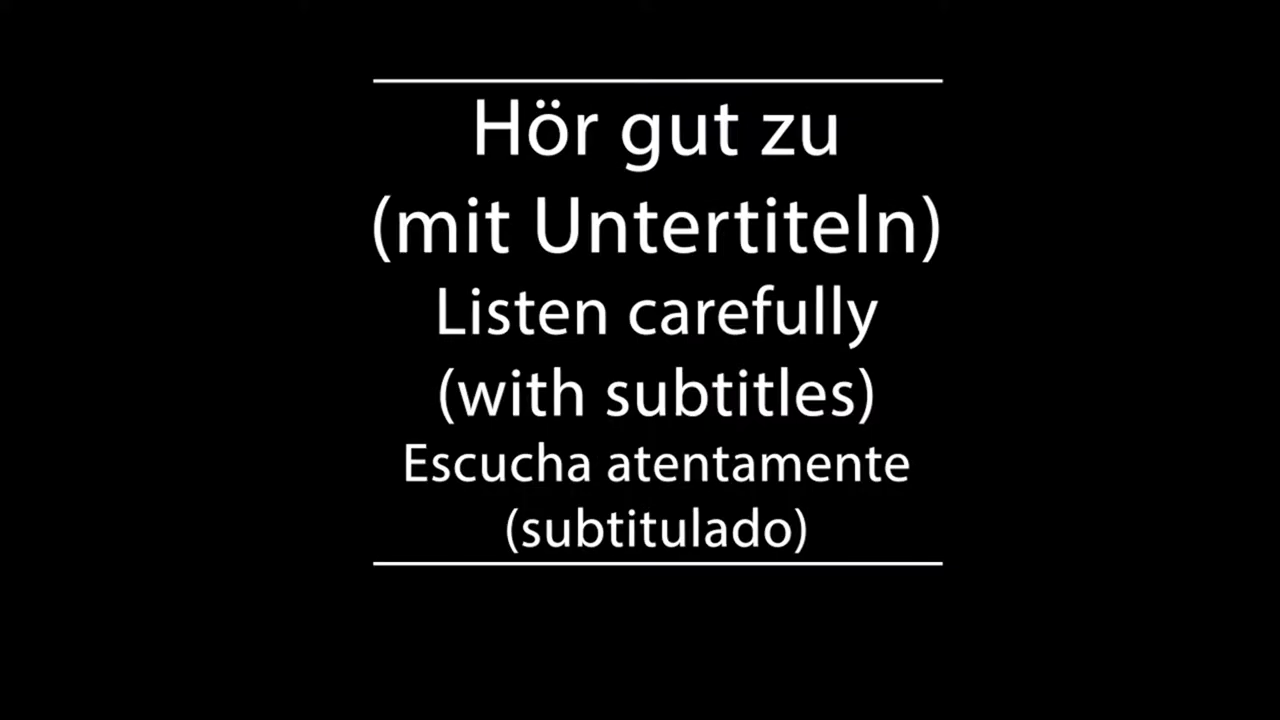 Hör gut zu
(mit Untertiteln)
Listen carefully
(with subtitles)
Escucha atentamente
(subtitulado)